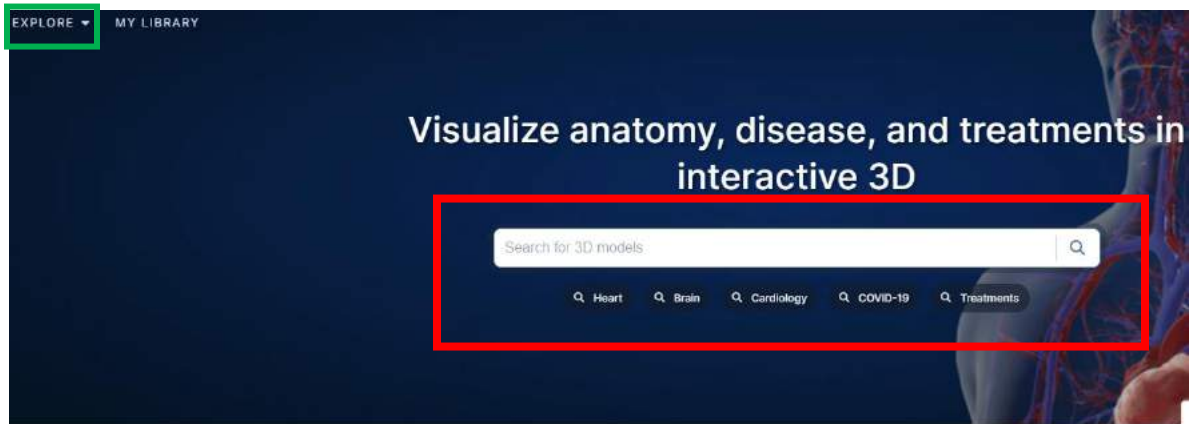 EXPLORE MY LIBRARY
Visualize anatomy, disease, and treatments in
interactive 3D
Search for 3D models
Heart Brain Cardiology COVID-19 Treatments